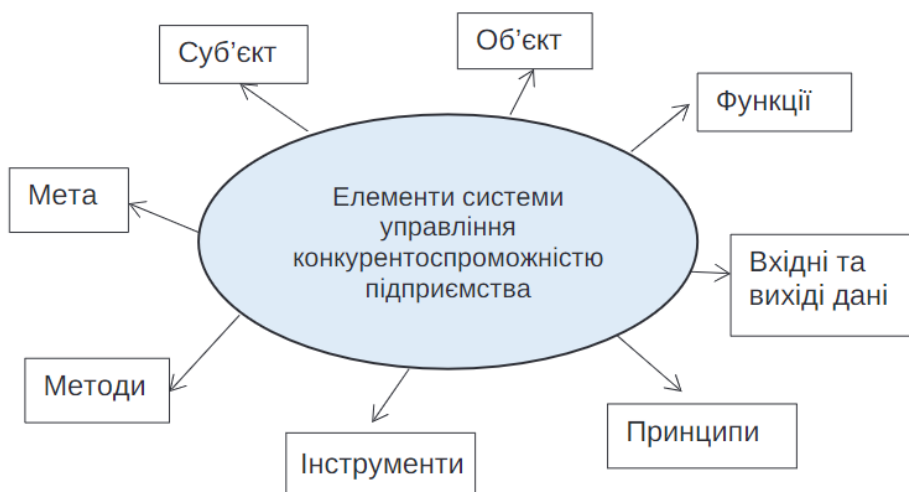 Суб’єкт
Об’єкт
Функції
Мета
Елементи системи
управління
конкурентоспроможністю
підприємства
Вхідні та
вихіді дані
Методи
Інструменти
Принципи